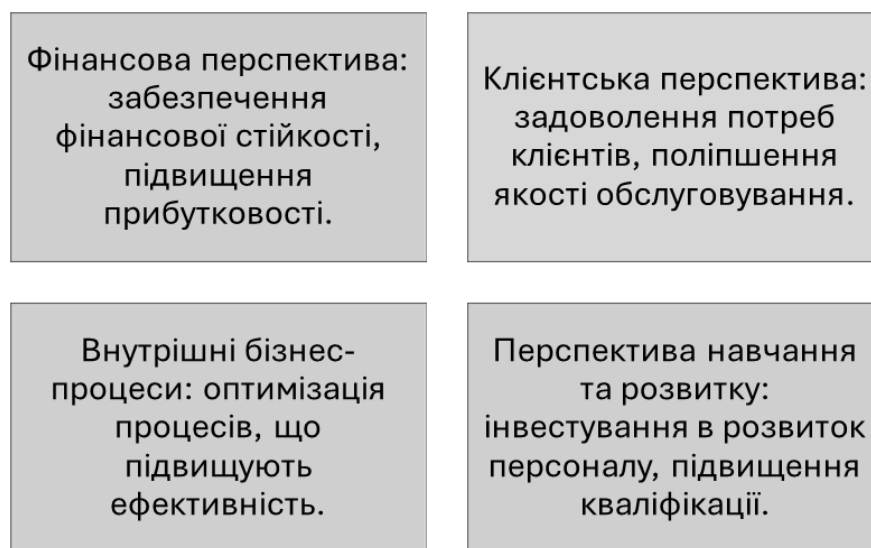 Фінансова перспектива:
забезпечення
фінансової стійкості,
підвищення
прибутковості.
Клієнтська перспектива:
задоволення потреб
клієнтів, поліпшення
якості обслуговування.
Внутрішні бізнес-
процеси: оптимізація
процесів, що
підвищують
ефективність.
Перспектива навчання
та розвитку:
інвестування в розвиток
персоналу, підвищення
кваліфікації.